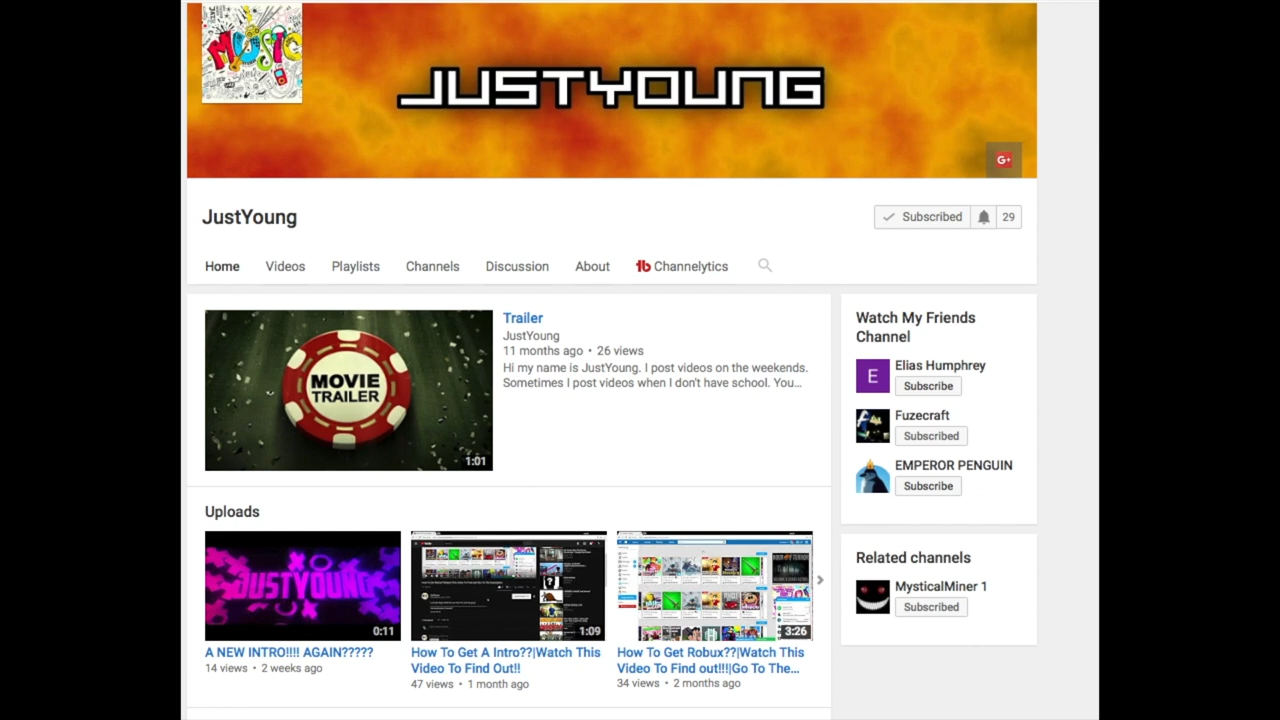 MUSIC
JUSTYOUNG
G+
JustYoung
Subscribed 29
Home Videos Playlists Channels Discussion About Channelytics
MOVIE
TRAILER
1:01
Trailer
JustYoung
11 months ago • 26 views
Hi my name is JustYoung. I post videos on the weekends.
Sometimes I post videos when I don't have school. You...
Uploads
JUSTYOUNG
0:11
1:09
3:26
A NEW INTRO!!!! AGAIN?????
14 views • 2 weeks ago
How To Get A Intro??|Watch This
Video To Find Out!!
47 views • 1 month ago
How To Get Robux??|Watch This
Video To Find out!!!|Go To The...
34 views • 2 months ago
Watch My Friends
Channel
E
Elias Humphrey
Subscribe
Fuzecraft
Subscribed
EMPEROR PENGUIN
Subscribe
Related channels
MysticalMiner 1
Subscribed